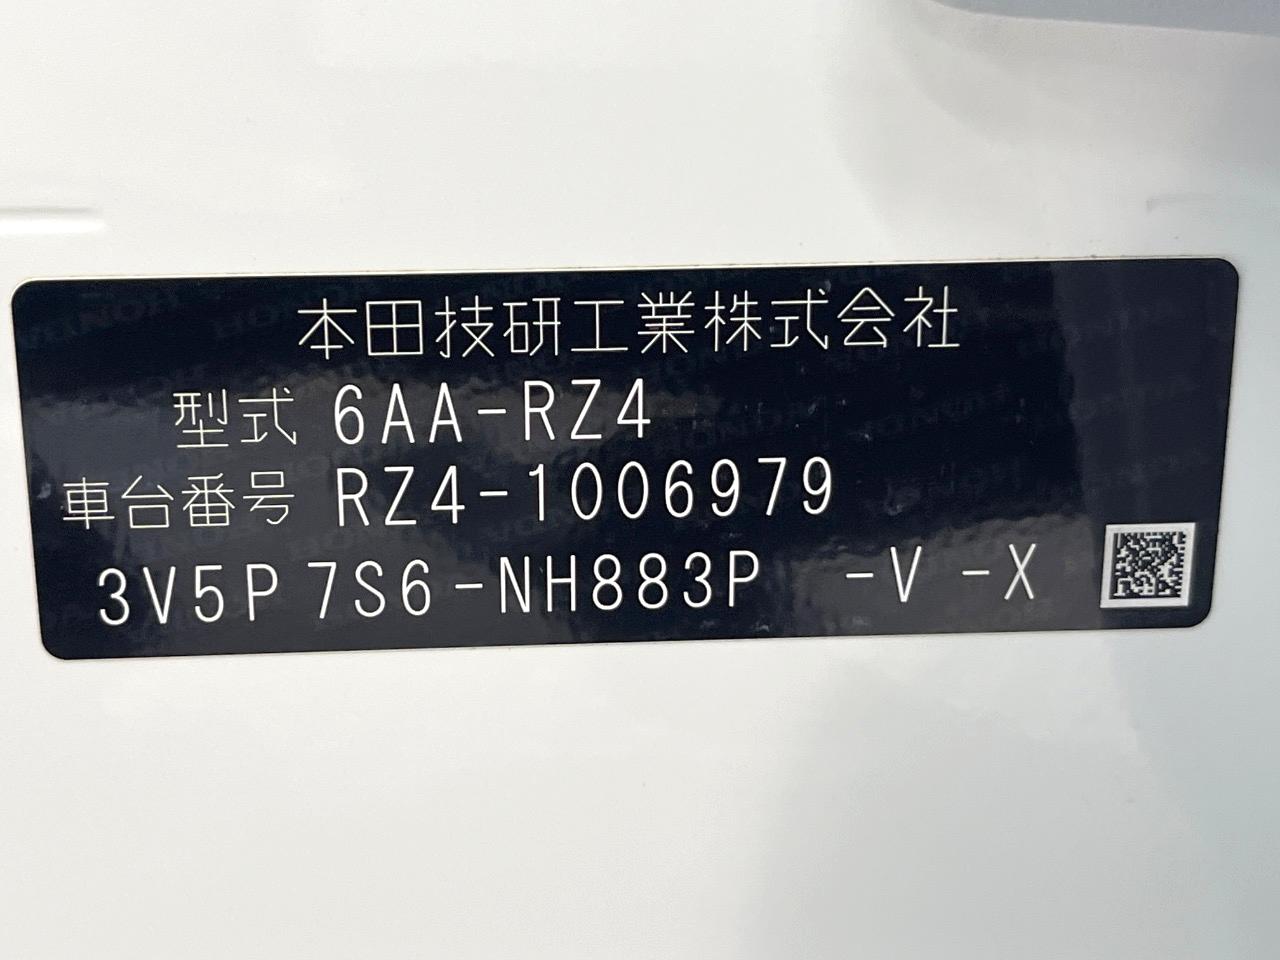 本田技研工業株式会社
型式 6AA-RZ4
車台番号 RZ4-1006979
3V5P 7S6-NH883P -V -X